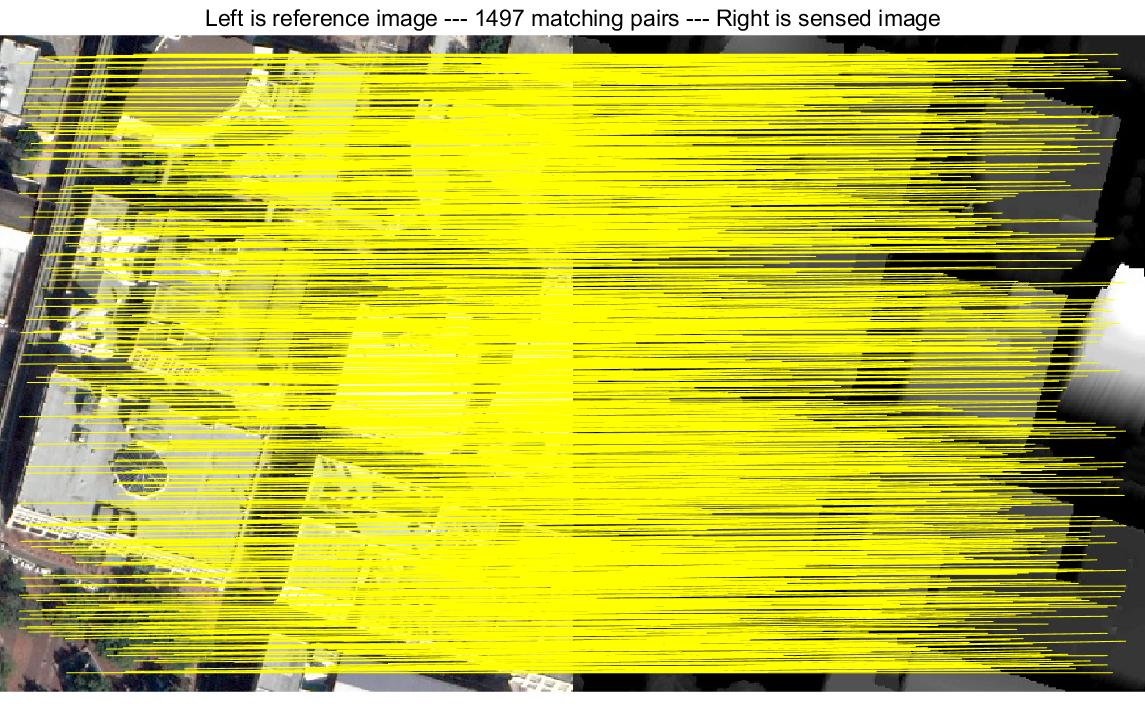 Left is reference image --- 1497 matching pairs --- Right is sensed image